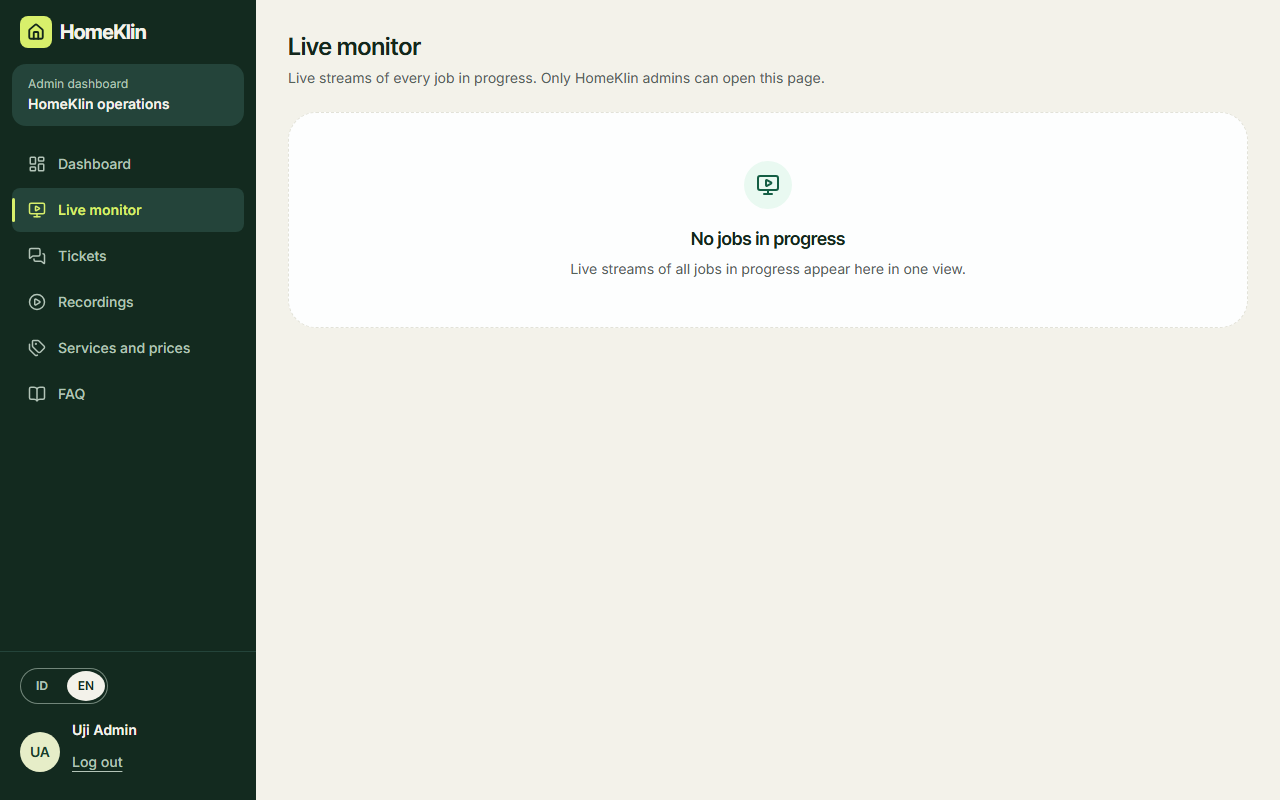 HomeKlin
Admin dashboard
HomeKlin operations
Dashboard
Live monitor
Tickets
Recordings
Services and prices
FAQ
ID
EN
UA
Uji Admin
Log out
Live monitor
Live streams of every job in progress. Only HomeKlin admins can open this page.
No jobs in progress
Live streams of all jobs in progress appear here in one view.